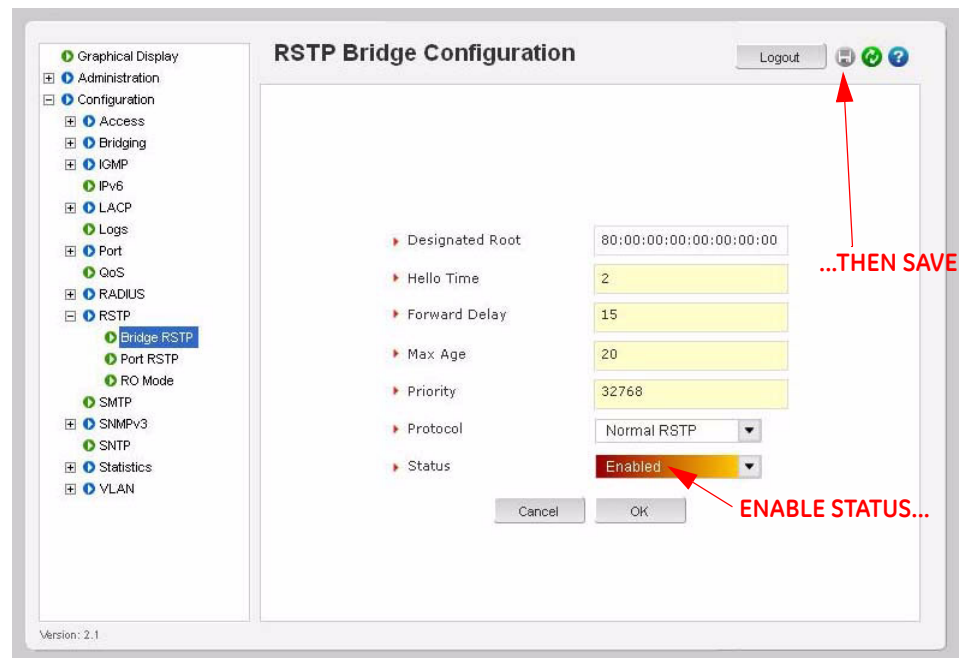 RSTP Bridge Configuration
Logout
Graphical Display
Administration
Configuration
Access
Bridging
IGMP
IPv6
LACP
Logs
Port
QoS
RADIUS
RSTP
Bridge RSTP
Port RSTP
RO Mode
SMTP
SNMPv3
SNTP
Statistics
VLAN
Designated Root 80:00:00:00:00:00:00:00
Hello Time 2
Forward Delay 15
Max Age 20
Priority 32768
Protocol Normal RSTP
Status Enabled
Cancel OK
...THEN SAVE
ENABLE STATUS...
Version: 2.1